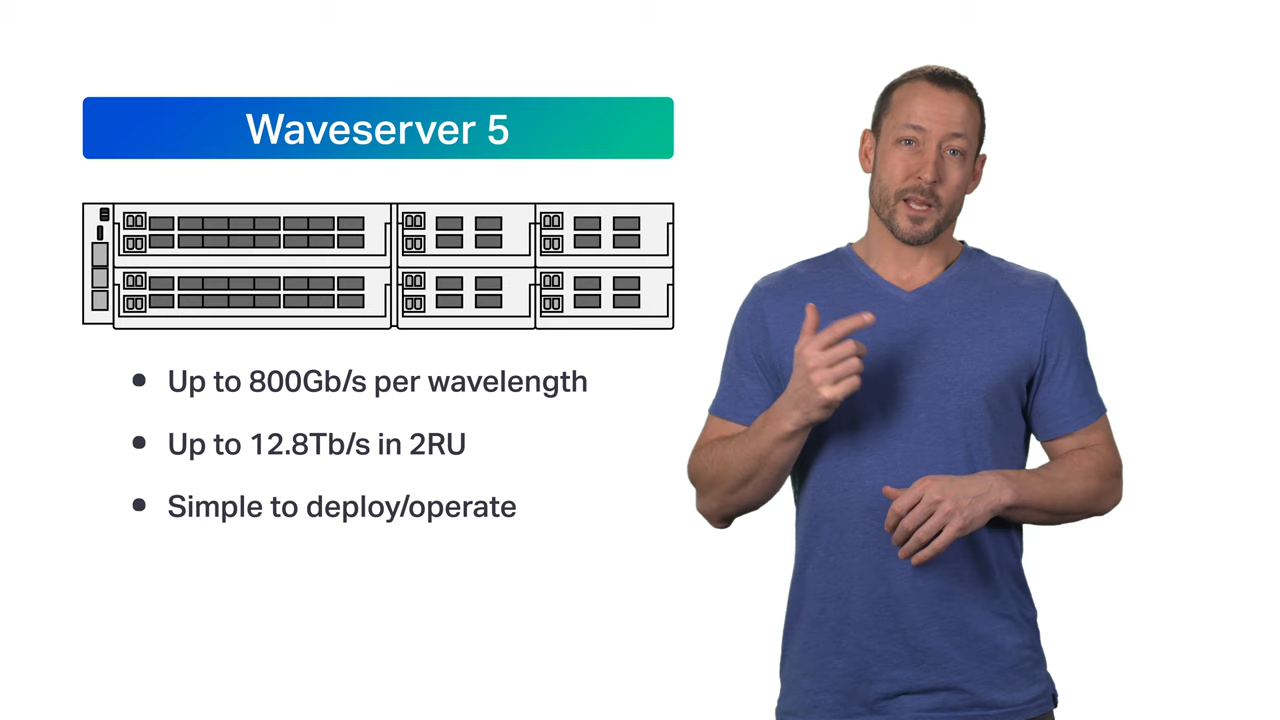 Waveserver 5
• Up to 800Gb/s per wavelength
• Up to 12.8Tb/s in 2RU
• Simple to deploy/operate